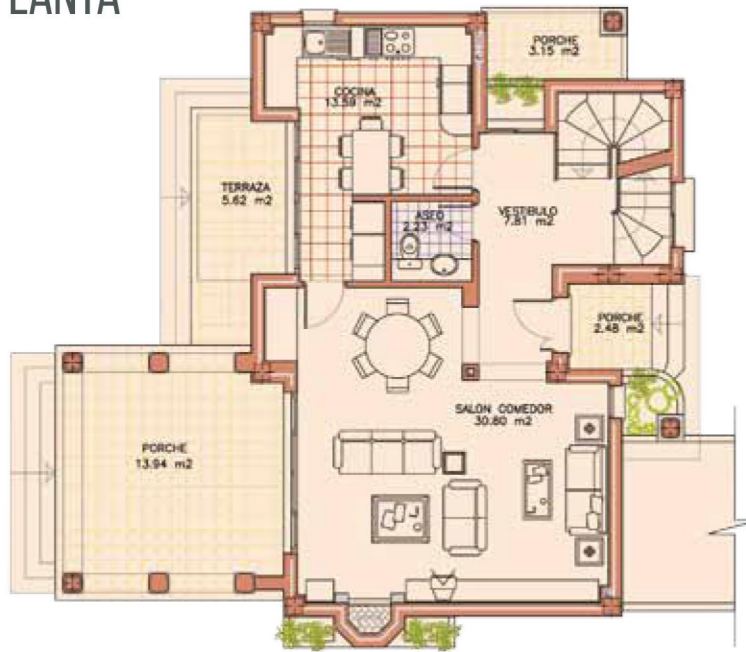 LANTA
PORCHE
3.15 m2
COCINA
13.59 m2
TERRAZA
5.62 m2
ASEO
2.23 m2
VESTIBULO
7.81 m2
PORCHE
2.48 m2
SALON COMEDOR
30.80 m2
PORCHE
13.94 m2